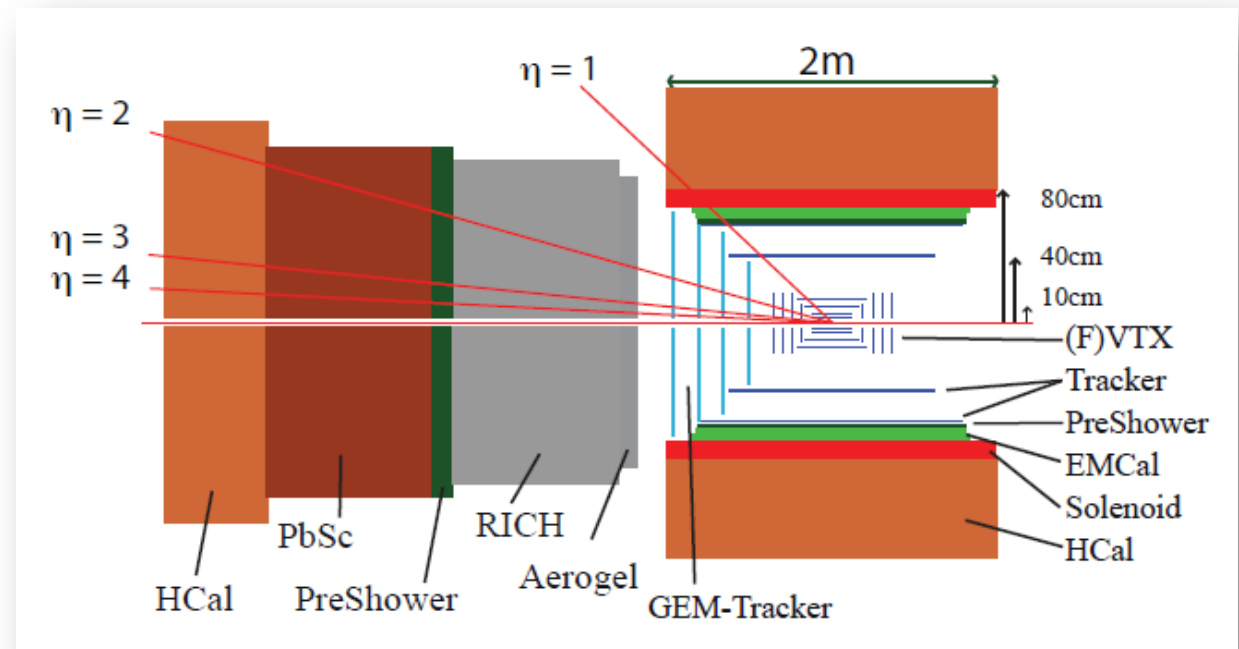 η = 1
2m
η = 2
η = 3
η = 4
80cm
40cm
10cm
(F)VTX
Tracker
PreShower
EMCal
Solenoid
HCal
PbSc
RICH
Aerogel
HCal
PreShower
GEM-Tracker